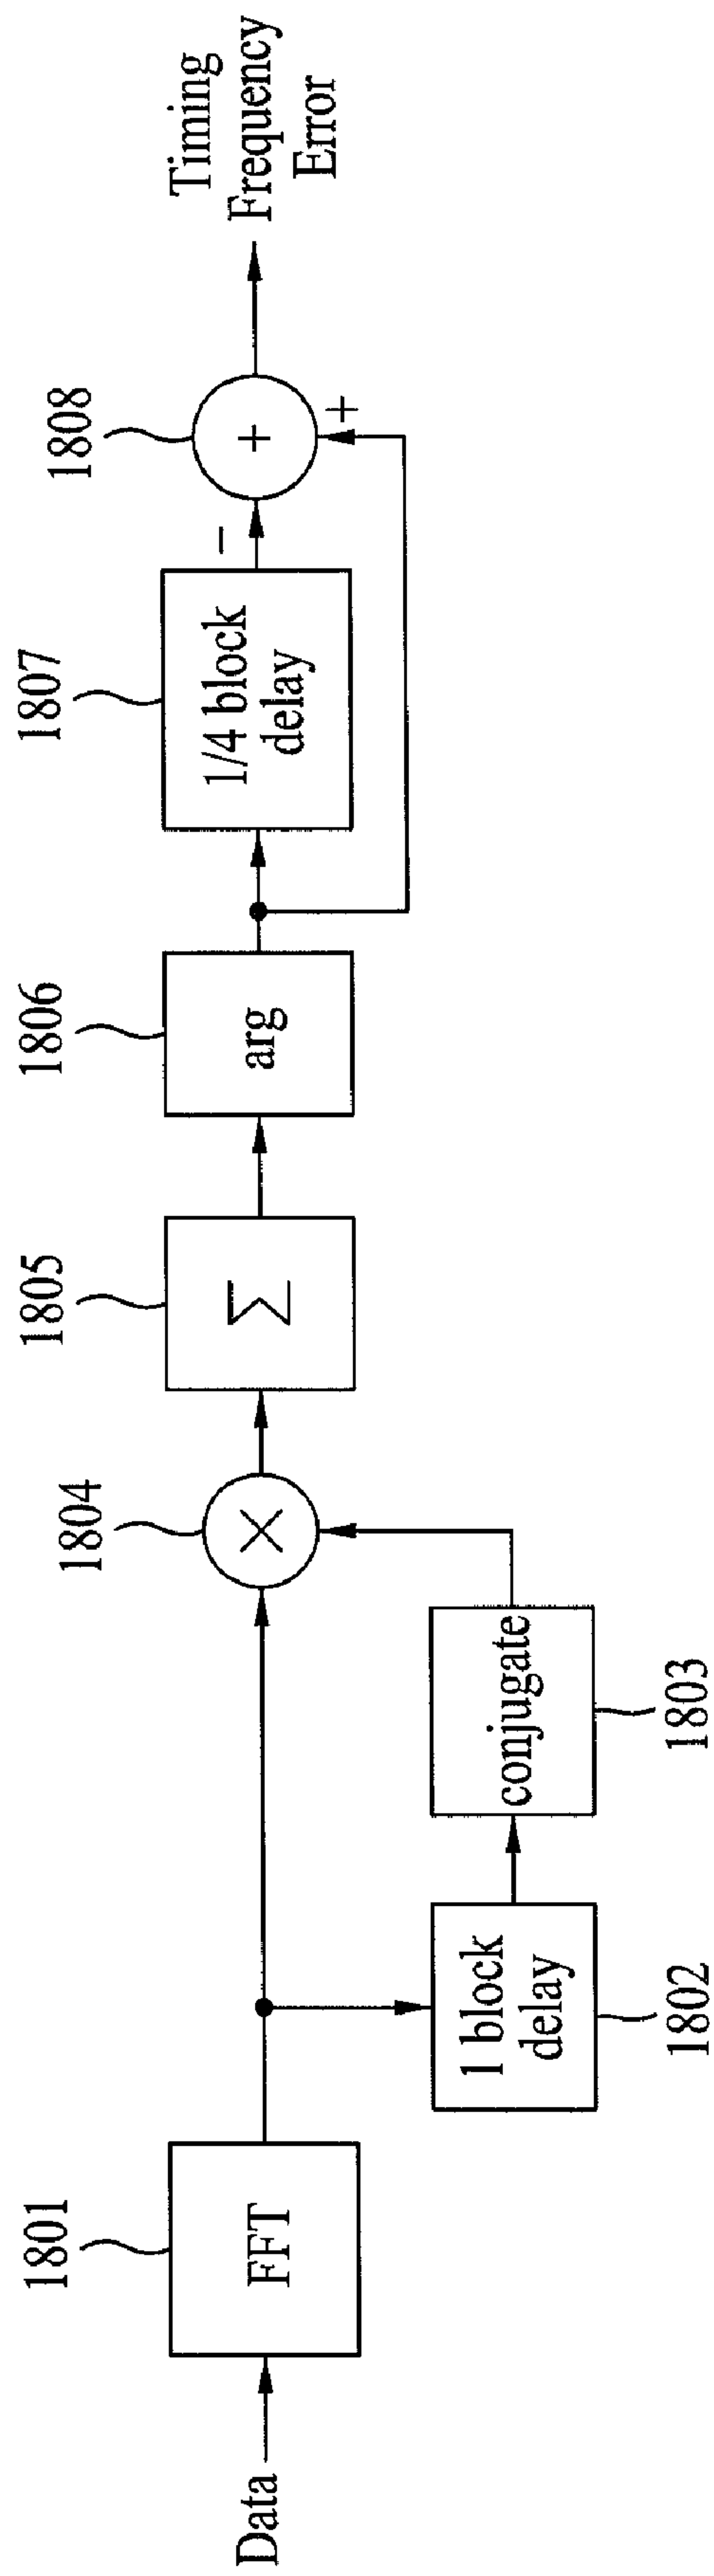 Data
1801
FFT
1 block
delay
1802
conjugate
1803
1804
×
1805
Σ
1806
arg
1807
1/4 block
delay
−
1808
+
+
Timing
Frequency
Error